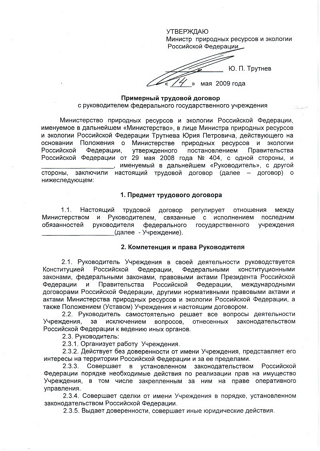 УТВЕРЖДАЮ
Министр природных ресурсов и экологии
Российской Федерации
Ю. П. Трутнев
« 14 » мая 2009 года
Примерный трудовой договор
с руководителем федерального государственного учреждения
Министерство природных ресурсов и экологии Российской Федерации,
именуемое в дальнейшем «Министерство», в лице Министра природных ресурсов
и экологии Российской Федерации Трутнева Юрия Петровича, действующего на
основании Положения о Министерстве природных ресурсов и экологии
Российской Федерации, утвержденного постановлением Правительства
Российской Федерации от 29 мая 2008 года № 404, с одной стороны, и
, именуемый в дальнейшем «Руководитель», с другой
стороны, заключили настоящий трудовой договор (далее – договор) о
нижеследующем:
1. Предмет трудового договора
1.1. Настоящий трудовой договор регулирует отношения между
Министерством и Руководителем, связанные с исполнением последним
обязанностей руководителя федерального государственного учреждения
(далее - Учреждение).
2. Компетенция и права Руководителя
2.1. Руководитель Учреждения в своей деятельности руководствуется
Конституцией Российской Федерации, Федеральными конституционными
законами, федеральными законами, правовыми актами Президента Российской
Федерации и Правительства Российской Федерации, международными
договорами Российской Федерации, другими нормативными правовыми актами и
актами Министерства природных ресурсов и экологии Российской Федерации, а
также Положением (Уставом) Учреждения и настоящим договором.
2.2. Руководитель самостоятельно решает все вопросы деятельности
Учреждения, за исключением вопросов, отнесенных законодательством
Российской Федерации к ведению иных органов.
2.3. Руководитель:
2.3.1. Организует работу Учреждения.
2.3.2. Действует без доверенности от имени Учреждения, представляет его
интересы на территории Российской Федерации и за ее пределами.
2.3.3. Совершает в установленном законодательством Российской
Федерации порядке необходимые действия по реализации прав на имущество
Учреждения, в том числе закрепленным за ним на праве оперативного
управления.
2.3.4. Совершает сделки от имени Учреждения в порядке, установленном
законодательством Российской Федерации.
2.3.5. Выдает доверенности, совершает иные юридические действия.